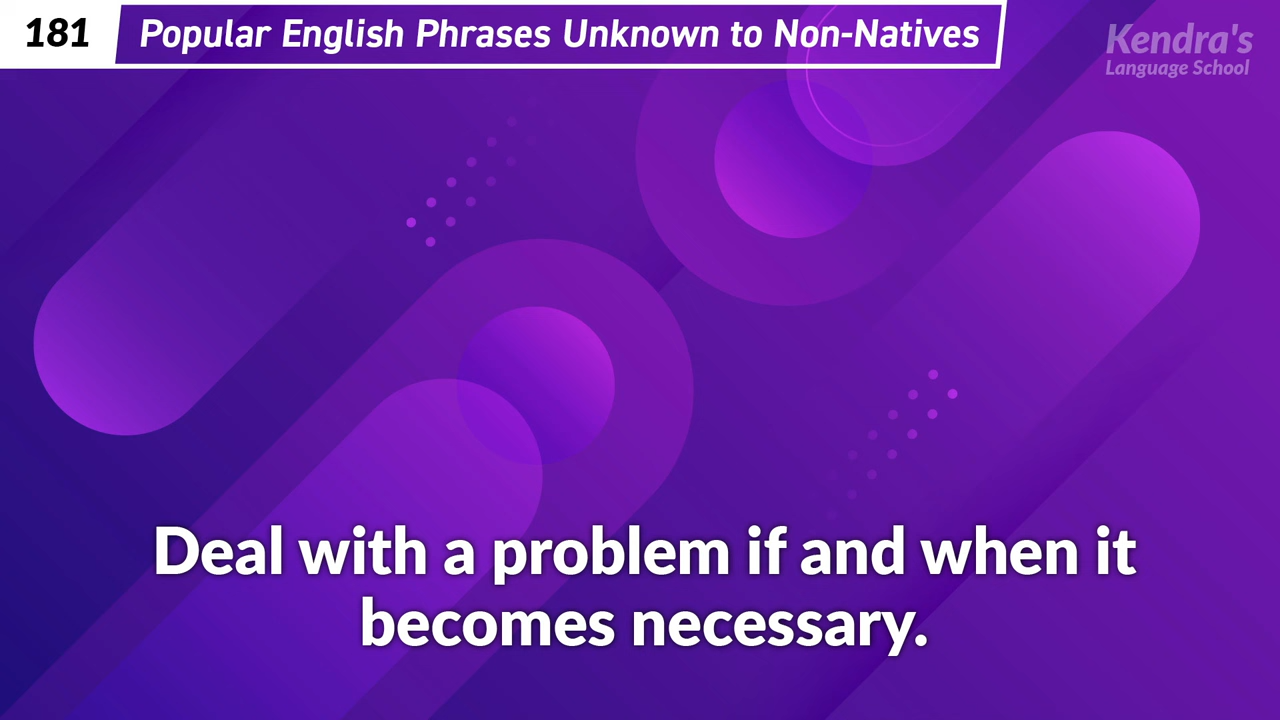 181 Popular English Phrases Unknown to Non-Natives
Kendra's
Language School
Deal with a problem if and when it
becomes necessary.